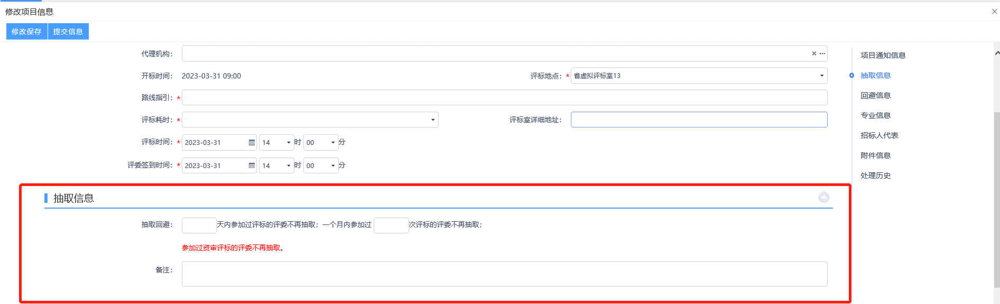 修改项目信息
修改保存 提交信息
代理机构：
开标时间： 2023-03-31 09:00 评标地点：* 省虚拟评标室13
路线指引：*
评标耗时：* 评标室详细地址：
评标时间：* 2023-03-31 14 时 00 分
评委签到时间：* 2023-03-31 14 时 00 分
抽取信息
抽取回避： 天内参加过评标的评委不再抽取；一个月内参加过 次评标的评委不再抽取；
参加过资审评标的评委不再抽取。
备注：
项目通知信息
抽取信息
回避信息
专业信息
招标人代表
附件信息
处理历史